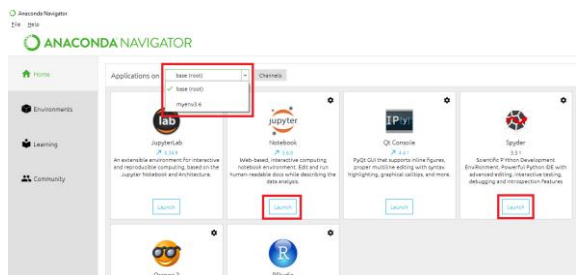 Anaconda Navigator
File Help
ANACONDA NAVIGATOR
Home
Environments
Learning
Community
Applications on
base (root)
Channels
base (root)
myenv3.6
lab
JupyterLab
An extensible environment for interactive
and reproducible computing, based on the
Jupyter Notebook and Architecture.
Launch
jupyter
Notebook
Web-based, interactive computing
notebook environment. Edit and run
human-readable docs while describing the
data analysis.
Launch
IP[y]:
Qt Console
PyQt GUI that supports inline figures,
proper multiline editing with syntax
highlighting, graphical calltips, and more.
Launch
Spyder
Scientific PYthon Development
EnviRonment. Powerful Python IDE with
advanced editing, interactive testing,
debugging and introspection features
Launch
R
Orange 3
RStudio